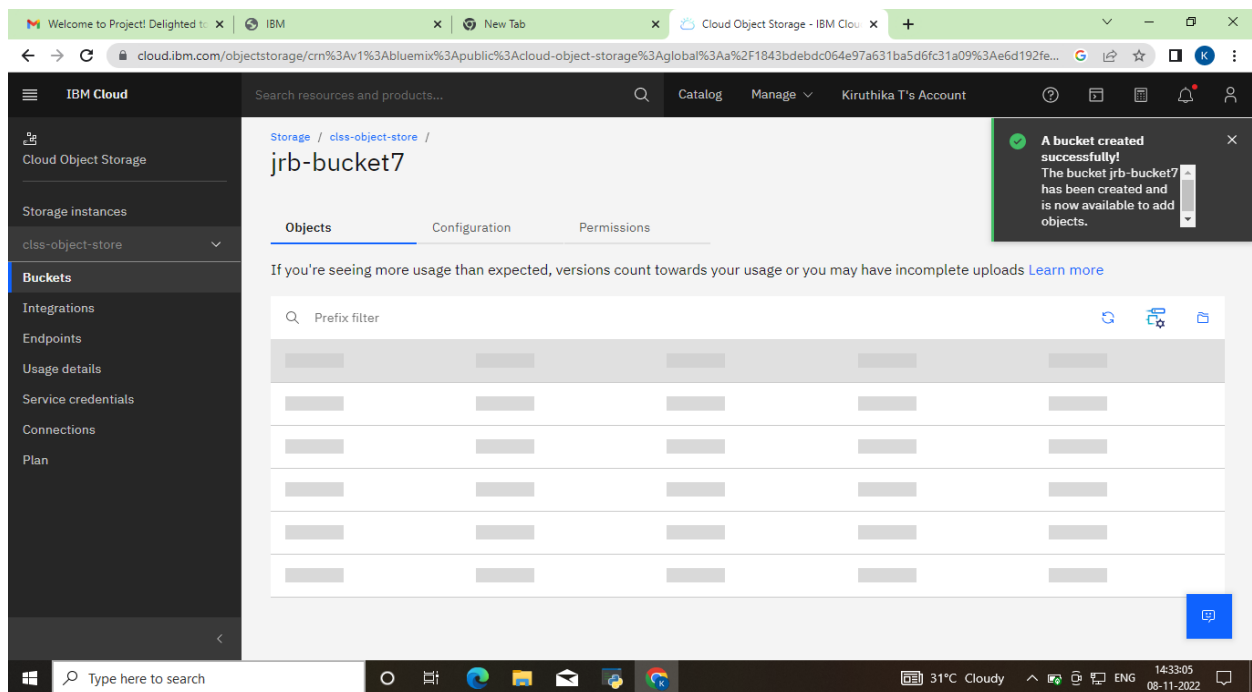 Welcome to Project! Delighted to
IBM
New Tab
Cloud Object Storage - IBM Clou
cloud.ibm.com/objectstorage/crn%3Av1%3Abluemix%3Apublic%3Acloud-object-storage%3Aglobal%3Aa%2F1843bdebdc064e97a631ba5d6fc31a09%3Ae6d192fe...
K
IBM Cloud
Search resources and products...
Catalog
Manage
Kiruthika T's Account
Cloud Object Storage
Storage instances
clss-object-store
Buckets
Integrations
Endpoints
Usage details
Service credentials
Connections
Plan
Storage / clss-object-store /
jrb-bucket7
A bucket created
successfully!
The bucket jrb-bucket7
has been created and
is now available to add
objects.
Objects
Configuration
Permissions
If you're seeing more usage than expected, versions count towards your usage or you may have incomplete uploads Learn more
Prefix filter
Type here to search
K
31°C Cloudy
ENG
14:33:05
08-11-2022